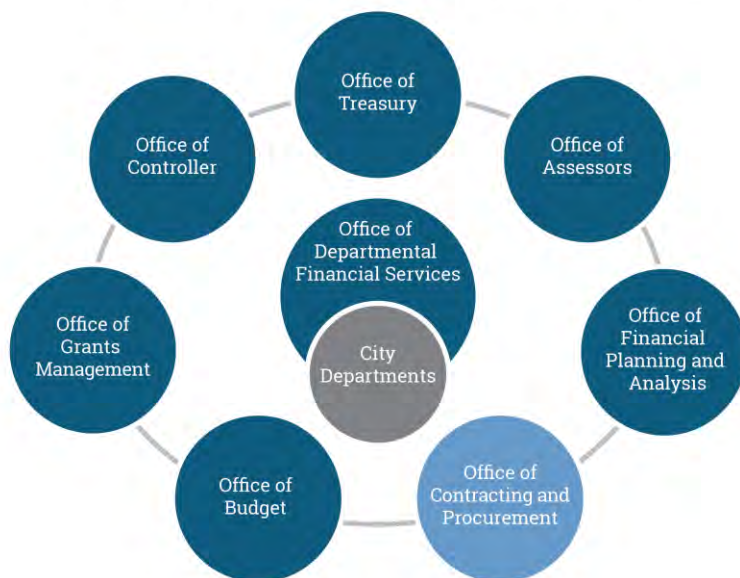 Office of
Treasury
Office of
Controller
Office of
Assessors
Office of
Departmental
Financial Services
City
Departments
Office of
Grants
Management
Office of
Financial
Planning and
Analysis
Office of
Budget
Office of
Contracting and
Procurement